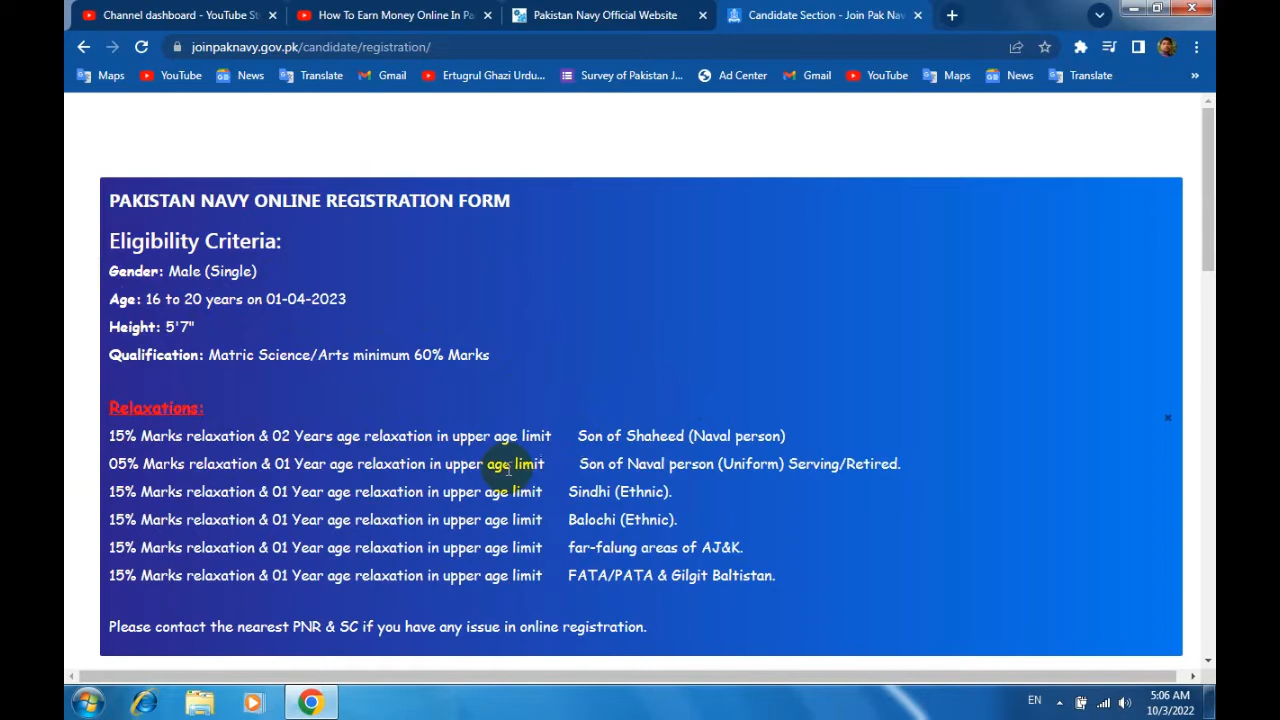 Channel dashboard - YouTube St
How To Earn Money Online In Pa
Pakistan Navy Official Website
Candidate Section - Join Pak Nav
joinpaknavy.gov.pk/candidate/registration/
Maps YouTube News Translate Gmail Ertugrul Ghazi Urdu... Survey of Pakistan J... Ad Center Gmail YouTube Maps News Translate »
PAKISTAN NAVY ONLINE REGISTRATION FORM
Eligibility Criteria:
Gender: Male (Single)
Age: 16 to 20 years on 01-04-2023
Height: 5'7"
Qualification: Matric Science/Arts minimum 60% Marks
Relaxations:
15% Marks relaxation & 02 Years age relaxation in upper age limit Son of Shaheed (Naval person)
05% Marks relaxation & 01 Year age relaxation in upper age limit Son of Naval person (Uniform) Serving/Retired.
15% Marks relaxation & 01 Year age relaxation in upper age limit Sindhi (Ethnic).
15% Marks relaxation & 01 Year age relaxation in upper age limit Balochi (Ethnic).
15% Marks relaxation & 01 Year age relaxation in upper age limit far-falung areas of AJ&K.
15% Marks relaxation & 01 Year age relaxation in upper age limit FATA/PATA & Gilgit Baltistan.
Please contact the nearest PNR & SC if you have any issue in online registration.
EN
5:06 AM
10/3/2022